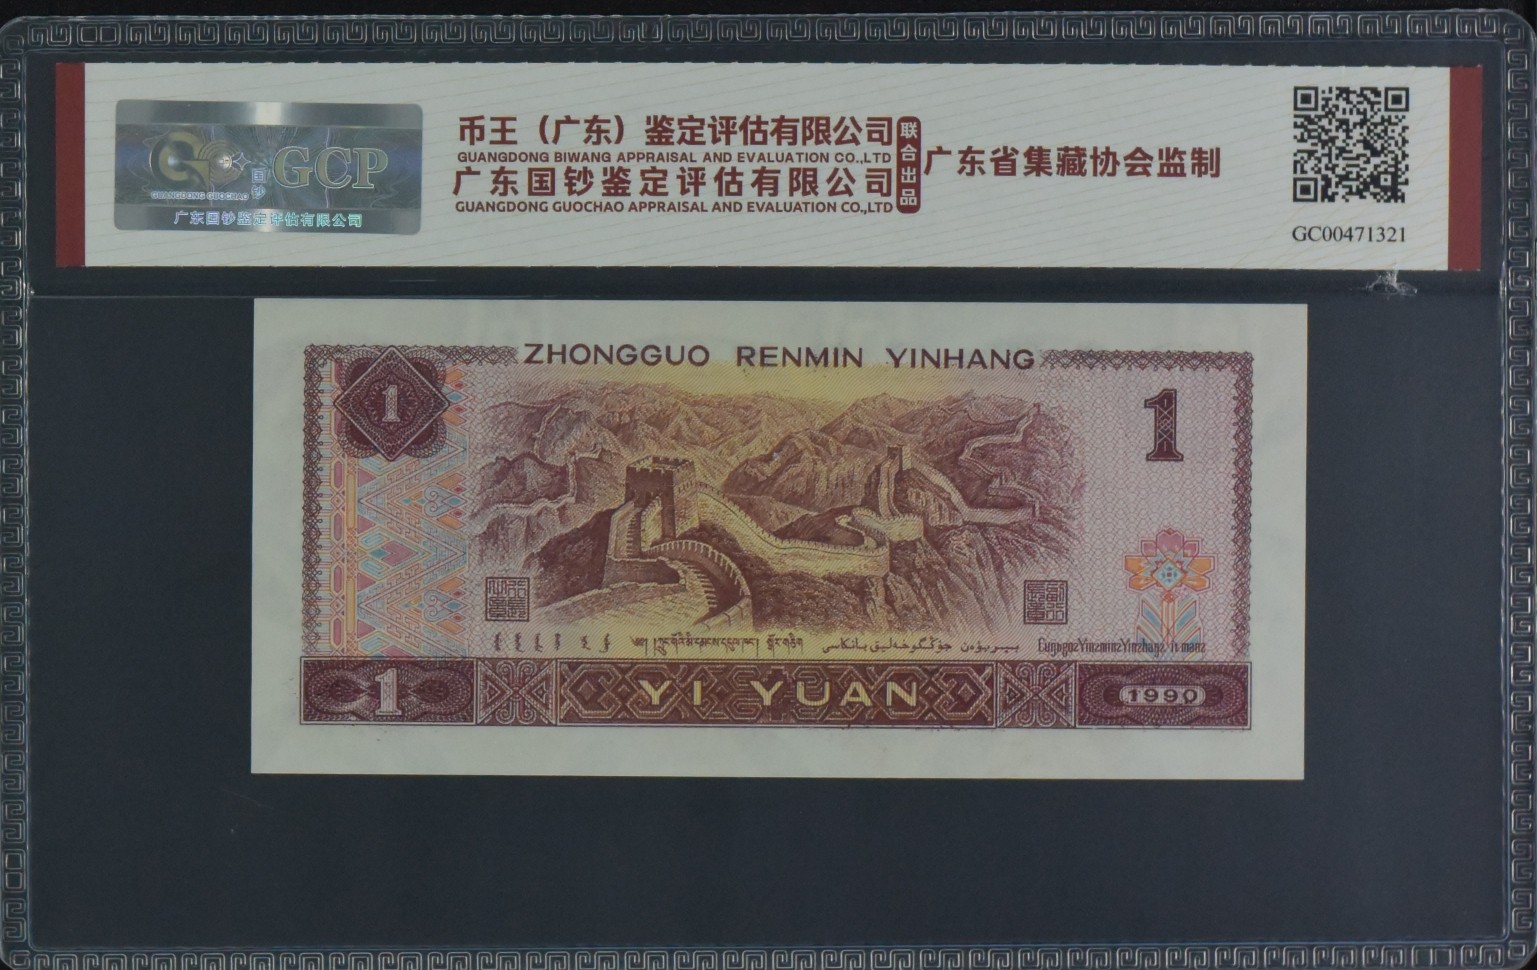 GCP
国钞
GUANGDONG GUOCHAO
广东国钞鉴定评估有限公司
币王（广东）鉴定评估有限公司
GUANGDONG BIWANG APPRAISAL AND EVALUATION CO.,LTD
广东国钞鉴定评估有限公司
GUANGDONG GUOCHAO APPRAISAL AND EVALUATION CO.,LTD
联合出品
广东省集藏协会监制
GC00471321
ZHONGGUO RENMIN YINHANG
1
1
1
YI YUAN
1990